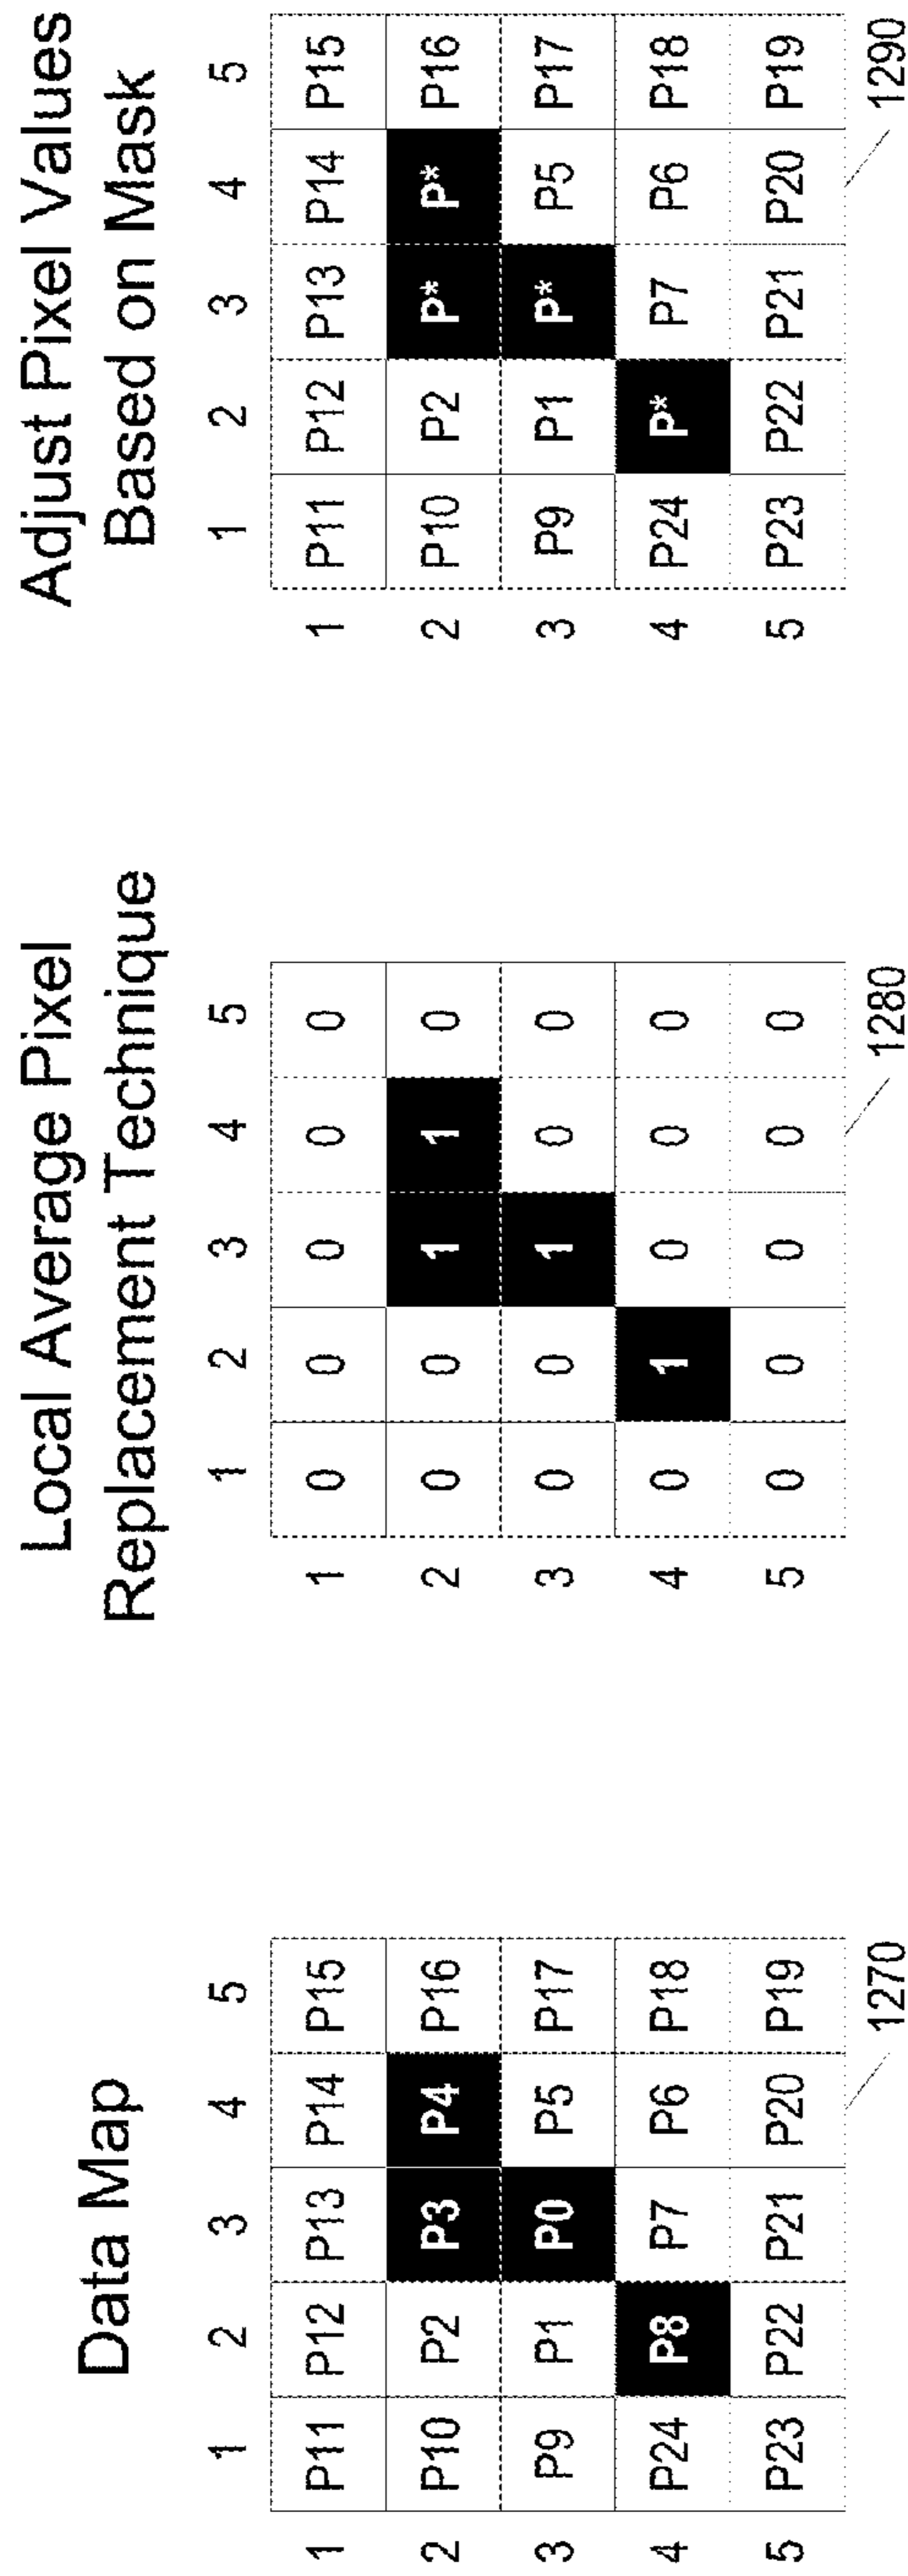 Data Map
1 2 3 4 5
1 P11 P12 P13 P14 P15
2 P10 P2 P3 P4 P16
3 P9 P1 P0 P5 P17
4 P24 P8 P7 P6 P18
5 P23 P22 P21 P20 P19
1270
Local Average Pixel
Replacement Technique
1 2 3 4 5
1 0 0 0 0 0
2 0 0 1 1 0
3 0 0 1 0 0
4 0 1 0 0 0
5 0 0 0 0 0
1280
Adjust Pixel Values
Based on Mask
1 2 3 4 5
1 P11 P12 P13 P14 P15
2 P10 P2 P* P* P16
3 P9 P1 P* P5 P17
4 P24 P* P7 P6 P18
5 P23 P22 P21 P20 P19
1290